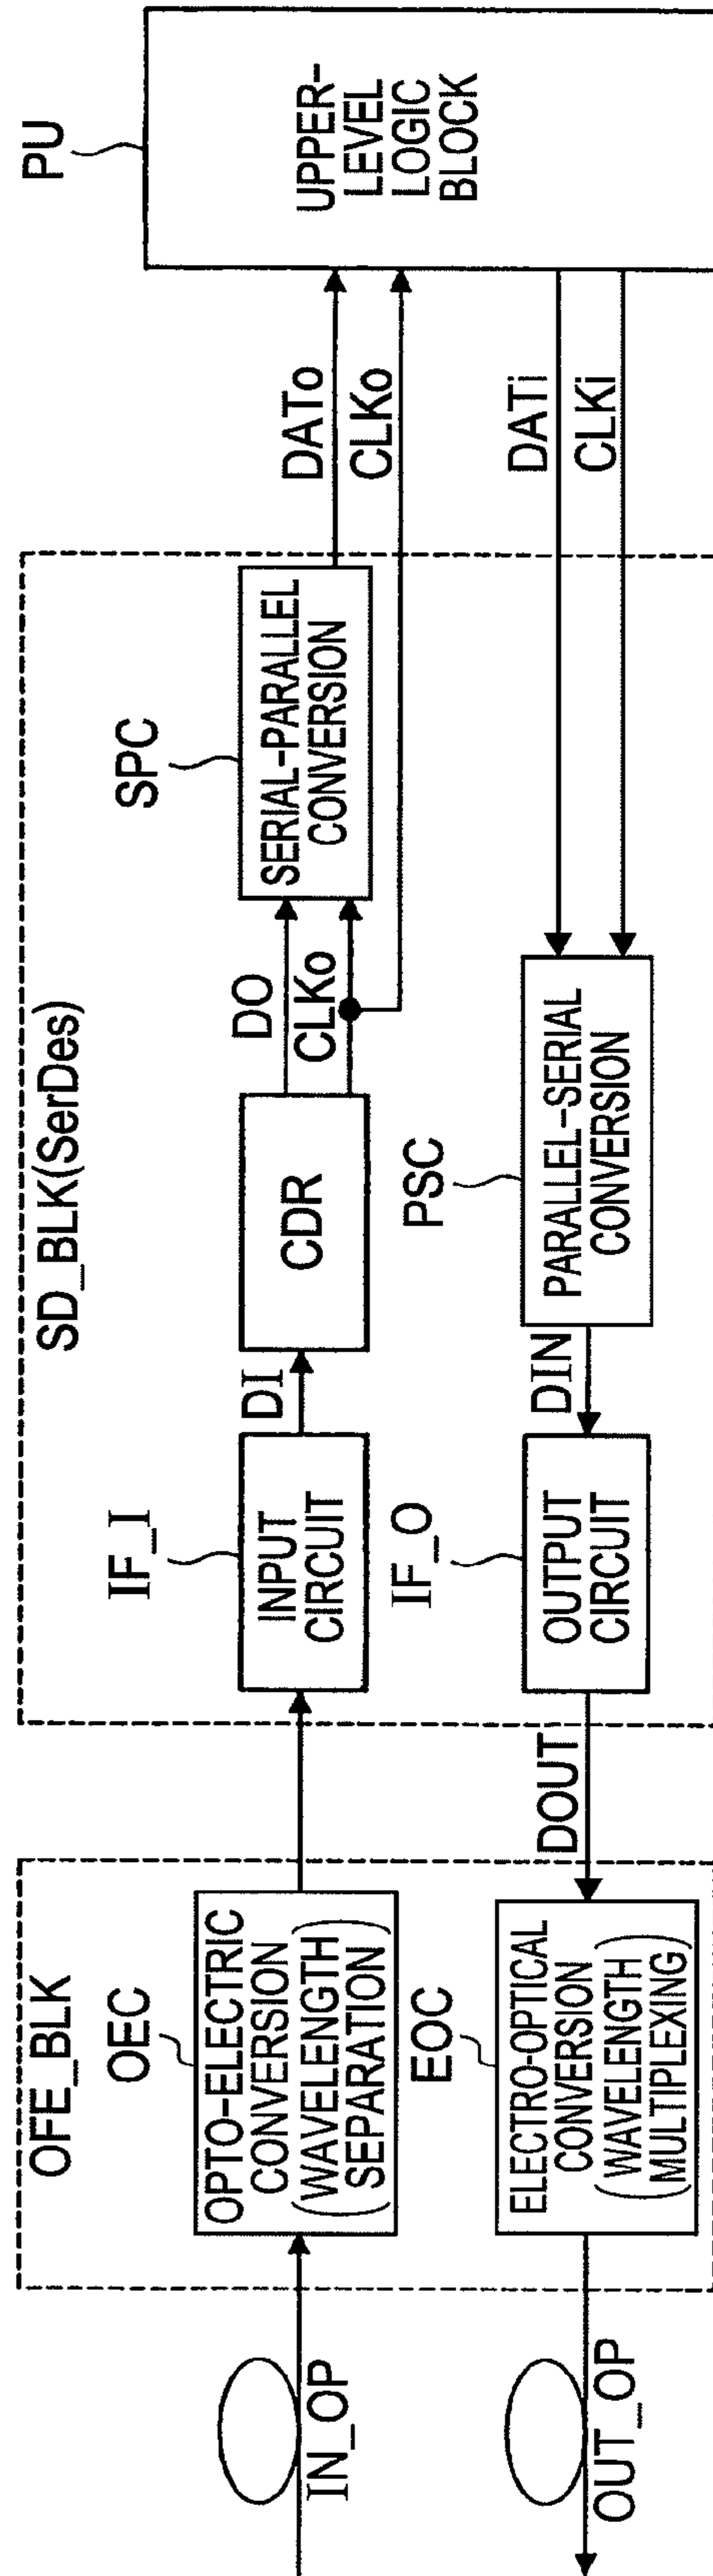 OFE_BLK
OEC
OPTO-ELECTRIC
CONVERSION
(WAVELENGTH
SEPARATION)
IN_OP
EOC
ELECTRO-OPTICAL
CONVERSION
(WAVELENGTH
MULTIPLEXING)
OUT_OP
DOUT
SD_BLK(SerDes)
IF_I
INPUT
CIRCUIT
DI
CDR
DO
CLKo
SPC
SERIAL-PARALLEL
CONVERSION
IF_O
OUTPUT
CIRCUIT
DIN
PSC
PARALLEL-SERIAL
CONVERSION
DATo
CLKo
DATi
CLKi
PU
UPPER-
LEVEL
LOGIC
BLOCK